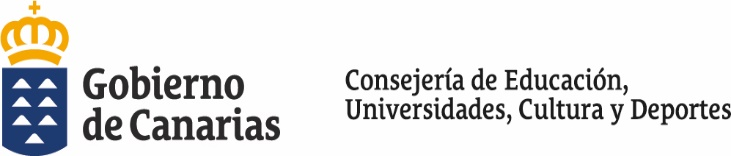 Gobierno
de Canarias
Consejería de Educación,
Universidades, Cultura y Deportes